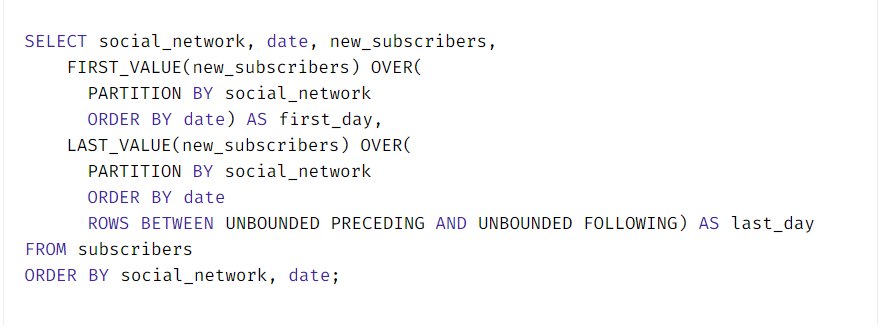 SELECT social_network, date, new_subscribers,
    FIRST_VALUE(new_subscribers) OVER(
      PARTITION BY social_network
      ORDER BY date) AS first_day,
    LAST_VALUE(new_subscribers) OVER(
      PARTITION BY social_network
      ORDER BY date
      ROWS BETWEEN UNBOUNDED PRECEDING AND UNBOUNDED FOLLOWING) AS last_day
FROM subscribers
ORDER BY social_network, date;